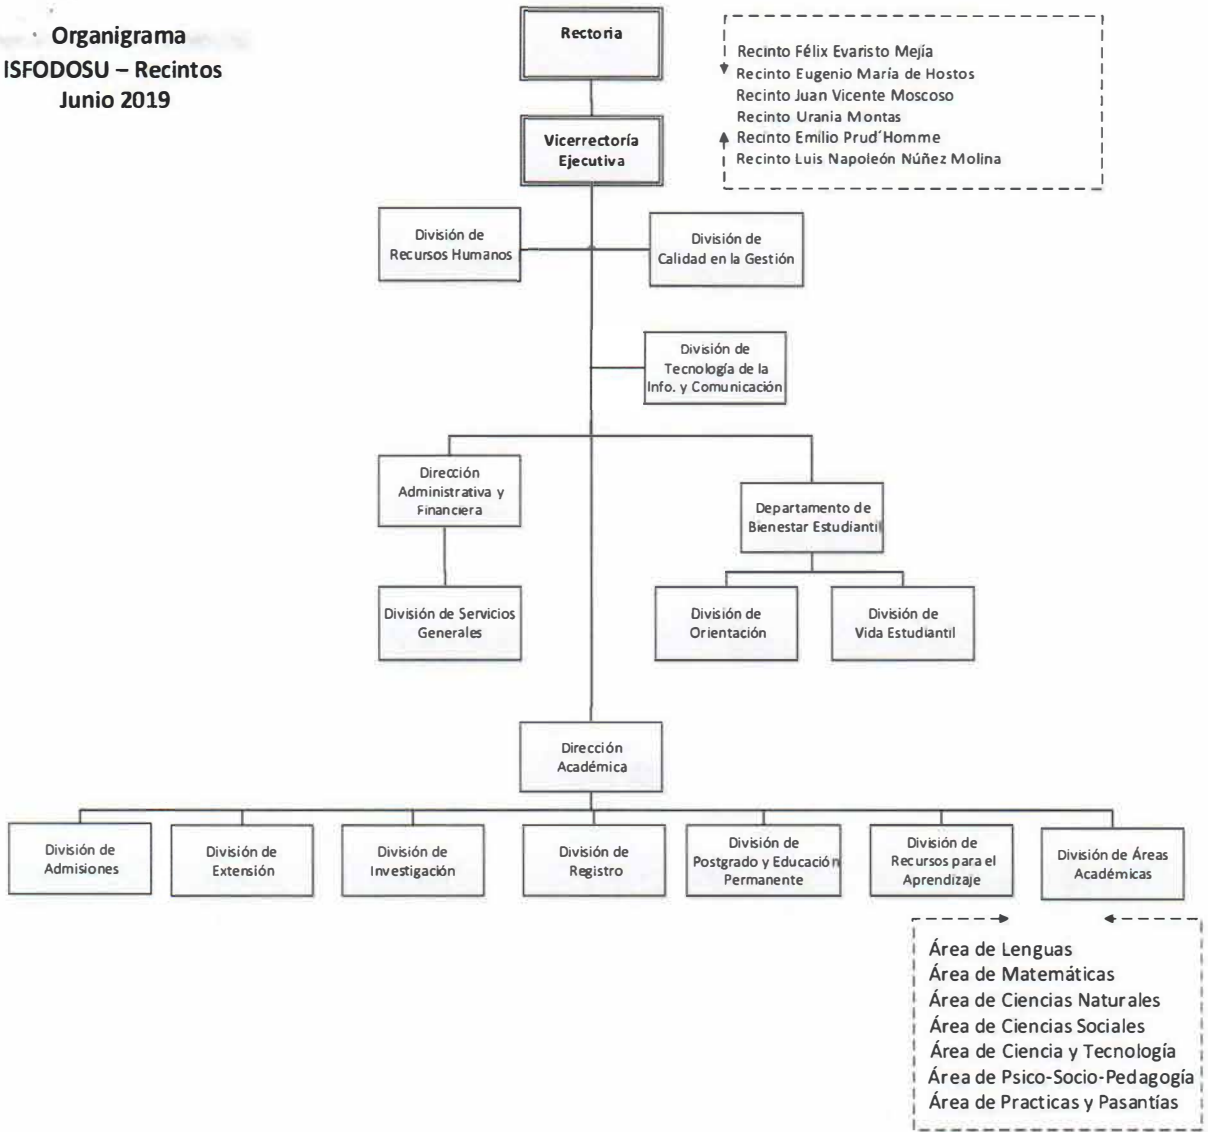 Organigrama
ISFODOSU – Recintos
Junio 2019
Rectoria
Recinto Félix Evaristo Mejía
Recinto Eugenio María de Hostos
Recinto Juan Vicente Moscoso
Recinto Urania Montas
Recinto Emilio Prud´Homme
Recinto Luis Napoleón Núñez Molina
Vicerrectoría
Ejecutiva
División de
Recursos Humanos
División de
Calidad en la Gestión
División de
Tecnología de la
Info. y Comunicación
Dirección
Administrativa y
Financiera
Departamento de
Bienestar Estudiantil
División de Servicios
Generales
División de
Orientación
División de
Vida Estudiantil
Dirección
Académica
División de
Admisiones
División de
Extensión
División de
Investigación
División de
Registro
División de
Postgrado y Educación
Permanente
División de
Recursos para el
Aprendizaje
División de Áreas
Académicas
Área de Lenguas
Área de Matemáticas
Área de Ciencias Naturales
Área de Ciencias Sociales
Área de Ciencia y Tecnología
Área de Psico-Socio-Pedagogía
Área de Practicas y Pasantías